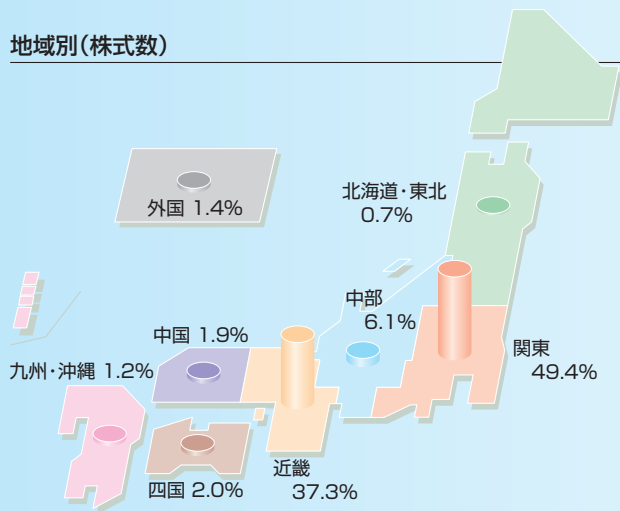 地域別(株式数)
北海道・東北
0.7%
外国 1.4%
中部
6.1%
中国 1.9%
関東
49.4%
九州・沖縄 1.2%
近畿
37.3%
四国 2.0%